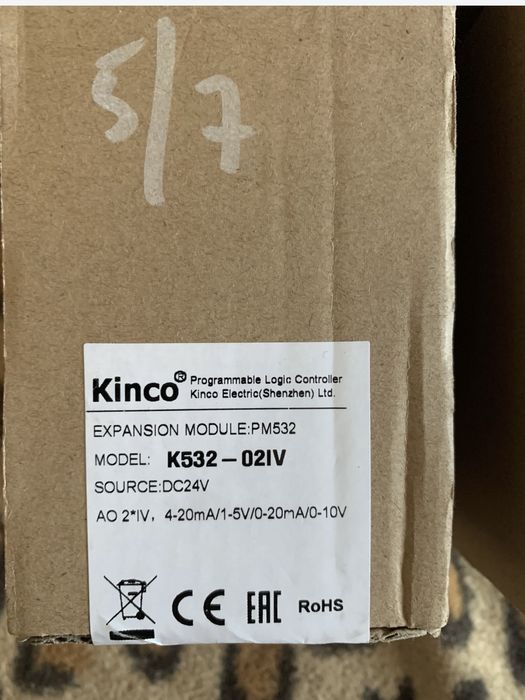 5/7
Kinco® Programmable Logic Controller
Kinco Electric(Shenzhen) Ltd.
EXPANSION MODULE:PM532
MODEL: K532-02IV
SOURCE:DC24V
AO 2*IV, 4-20mA/1-5V/0-20mA/0-10V
CE EAC RoHS